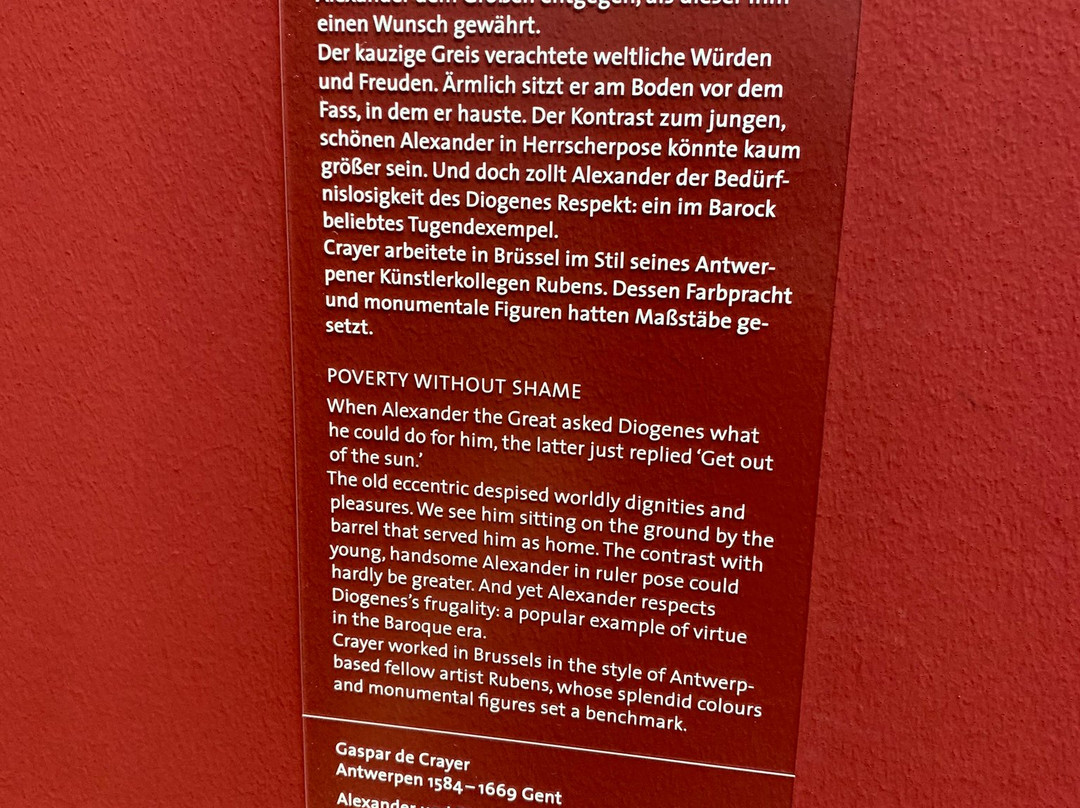 Alexander dem Großen entgegen, als dieser ihm
einen Wunsch gewährt.
Der kauzige Greis verachtete weltliche Würden
und Freuden. Ärmlich sitzt er am Boden vor dem
Fass, in dem er hauste. Der Kontrast zum jungen,
schönen Alexander in Herrscherpose könnte kaum
größer sein. Und doch zollt Alexander der Bedürf-
nislosigkeit des Diogenes Respekt: ein im Barock
beliebtes Tugendexempel.
Crayer arbeitete in Brüssel im Stil seines Antwer-
pener Künstlerkollegen Rubens. Dessen Farbpracht
und monumentale Figuren hatten Maßstäbe ge-
setzt.
POVERTY WITHOUT SHAME
When Alexander the Great asked Diogenes what
he could do for him, the latter just replied ‘Get out
of the sun.’
The old eccentric despised worldly dignities and
pleasures. We see him sitting on the ground by the
barrel that served him as home. The contrast with
young, handsome Alexander in ruler pose could
hardly be greater. And yet Alexander respects
Diogenes’s frugality: a popular example of virtue
in the Baroque era.
Crayer worked in Brussels in the style of Antwerp-
based fellow artist Rubens, whose splendid colours
and monumental figures set a benchmark.
Gaspar de Crayer
Antwerpen 1584–1669 Gent
Alexander